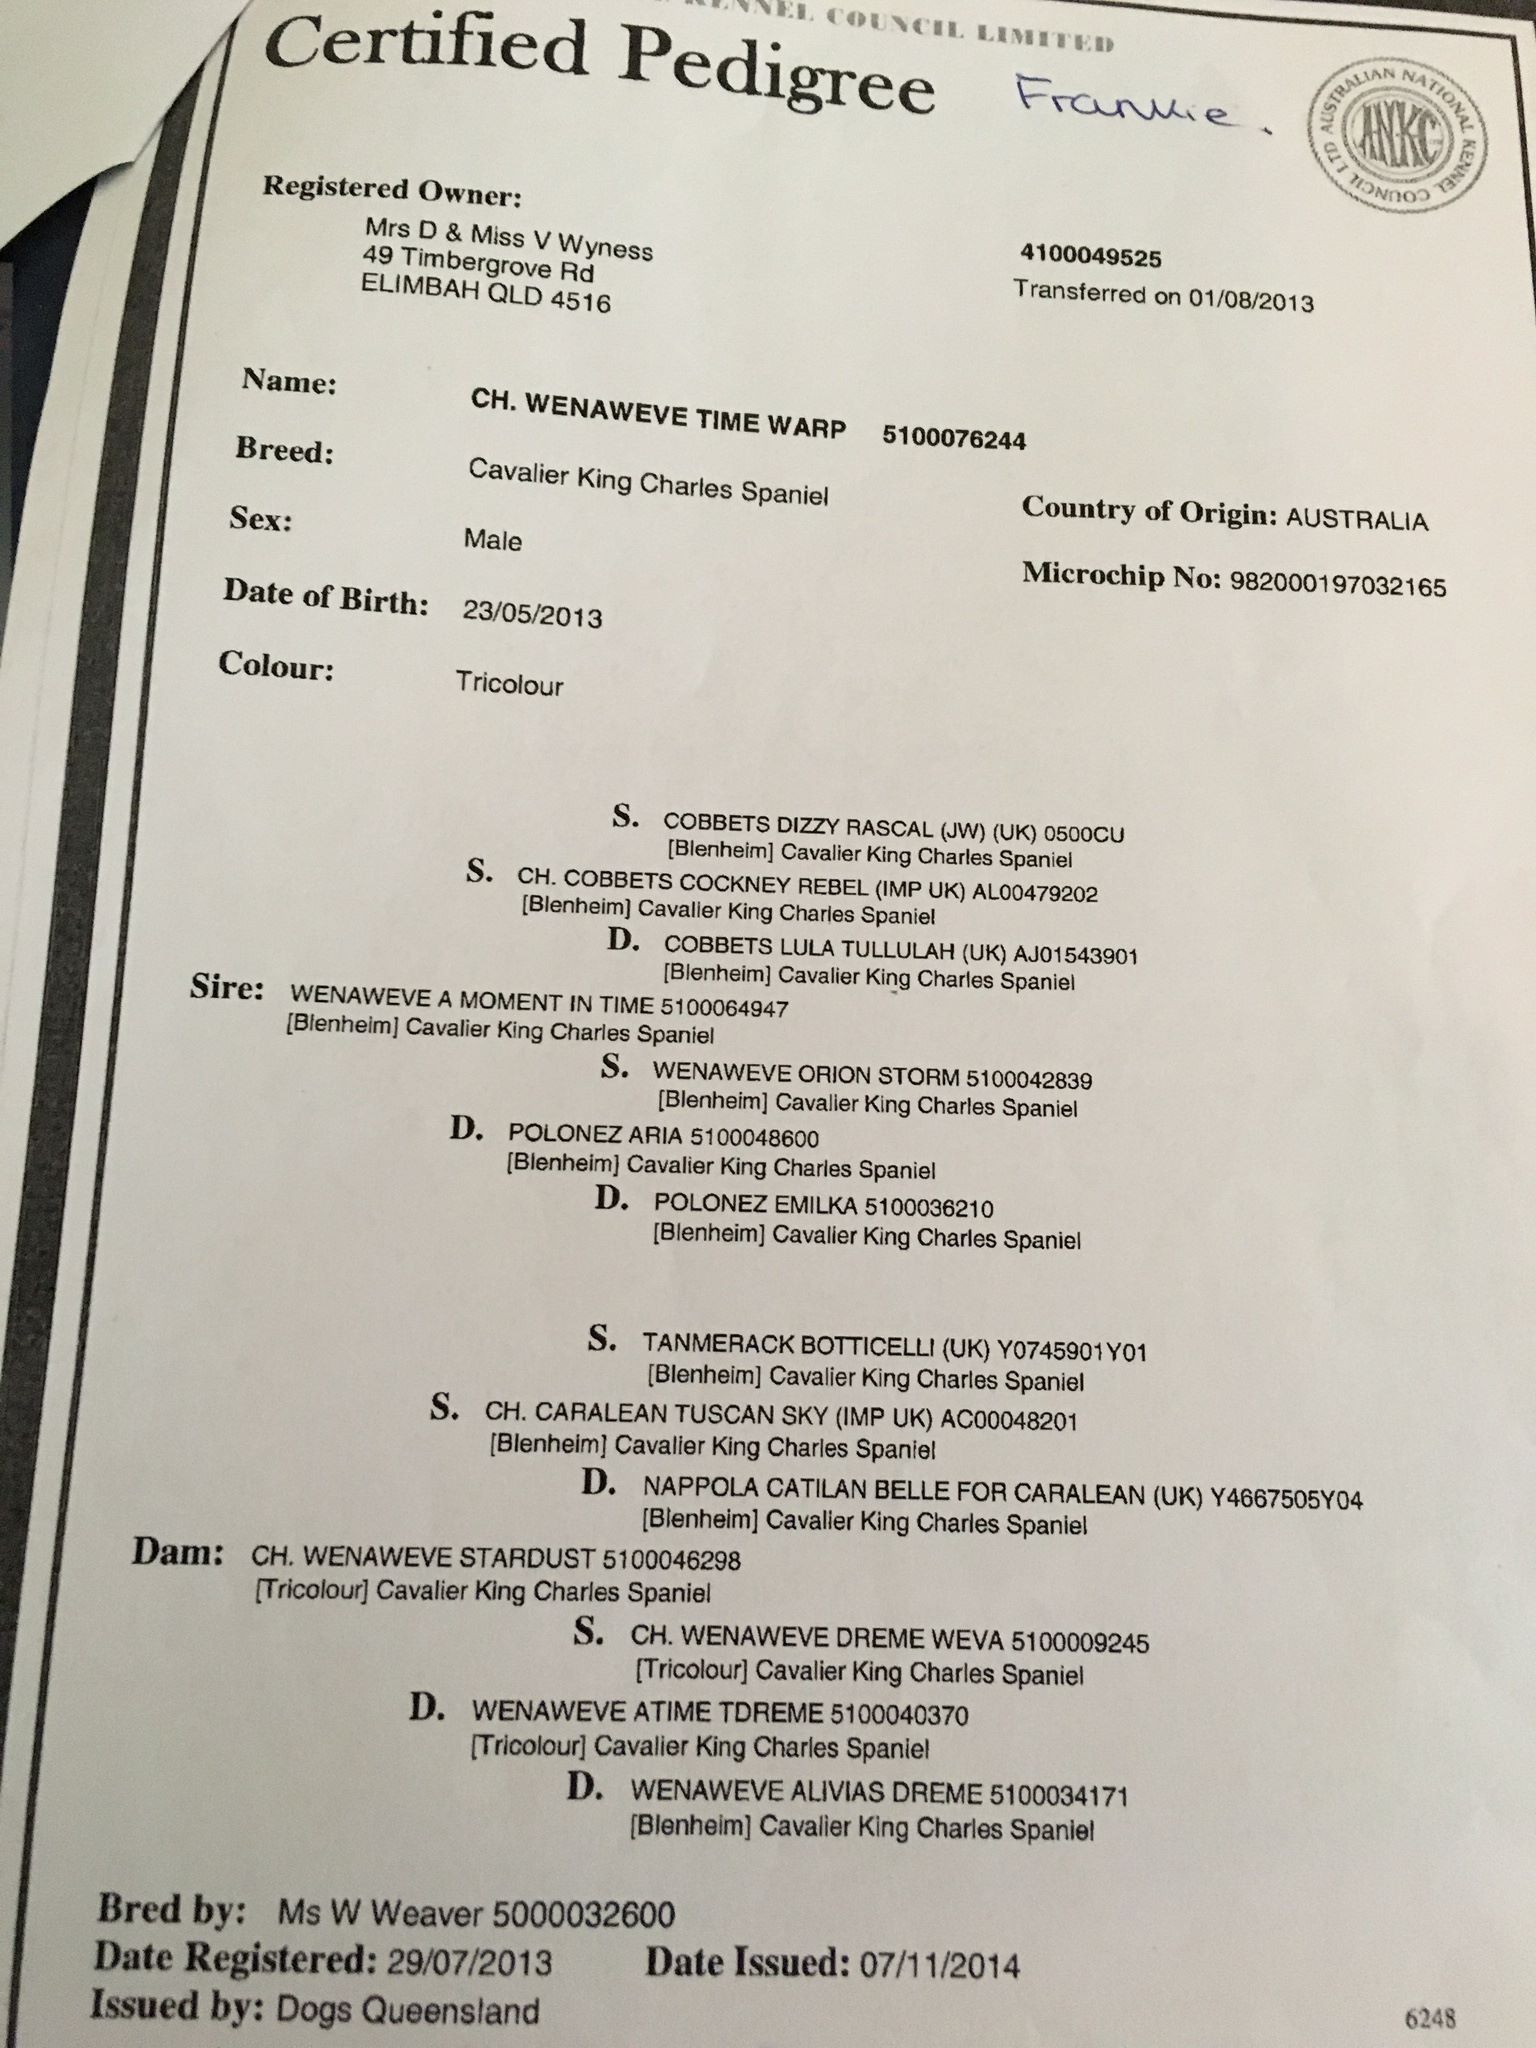 KENNEL COUNCIL LIMITED
Certified Pedigree
Frankie.
AUSTRALIAN NATIONAL KENNEL COUNCIL LTD
ANKC
Registered Owner:
Mrs D & Miss V Wyness
49 Timbergrove Rd
ELIMBAH QLD 4516
4100049525
Transferred on 01/08/2013
Name: CH. WENAWEVE TIME WARP 5100076244
Breed: Cavalier King Charles Spaniel
Country of Origin: AUSTRALIA
Sex: Male
Microchip No: 982000197032165
Date of Birth: 23/05/2013
Colour: Tricolour
S. COBBETS DIZZY RASCAL (JW) (UK) 0500CU
[Blenheim] Cavalier King Charles Spaniel
S. CH. COBBETS COCKNEY REBEL (IMP UK) AL00479202
[Blenheim] Cavalier King Charles Spaniel
D. COBBETS LULA TULLULAH (UK) AJ01543901
[Blenheim] Cavalier King Charles Spaniel
Sire: WENAWEVE A MOMENT IN TIME 5100064947
[Blenheim] Cavalier King Charles Spaniel
S. WENAWEVE ORION STORM 5100042839
[Blenheim] Cavalier King Charles Spaniel
D. POLONEZ ARIA 5100048600
[Blenheim] Cavalier King Charles Spaniel
D. POLONEZ EMILKA 5100036210
[Blenheim] Cavalier King Charles Spaniel
S. TANMERACK BOTTICELLI (UK) Y0745901Y01
[Blenheim] Cavalier King Charles Spaniel
S. CH. CARALEAN TUSCAN SKY (IMP UK) AC00048201
[Blenheim] Cavalier King Charles Spaniel
D. NAPPOLA CATILAN BELLE FOR CARALEAN (UK) Y4667505Y04
[Blenheim] Cavalier King Charles Spaniel
Dam: CH. WENAWEVE STARDUST 5100046298
[Tricolour] Cavalier King Charles Spaniel
S. CH. WENAWEVE DREME WEVA 5100009245
[Tricolour] Cavalier King Charles Spaniel
D. WENAWEVE ATIME TDREME 5100040370
[Tricolour] Cavalier King Charles Spaniel
D. WENAWEVE ALIVIAS DREME 5100034171
[Blenheim] Cavalier King Charles Spaniel
Bred by: Ms W Weaver 5000032600
Date Registered: 29/07/2013 Date Issued: 07/11/2014
Issued by: Dogs Queensland
6248